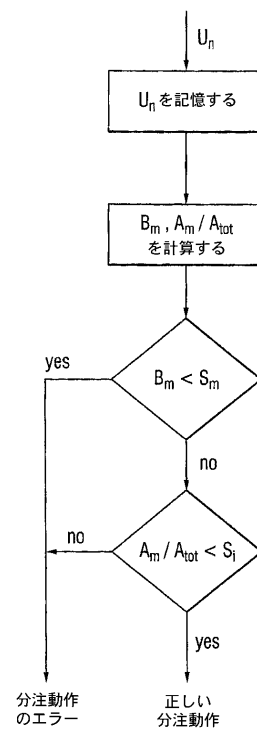 Un
Unを記憶する
Bm , Am / Atot
を計算する
yes
Bm < Sm
no
no
Am / Atot < Si
yes
分注動作
のエラー
正しい
分注動作